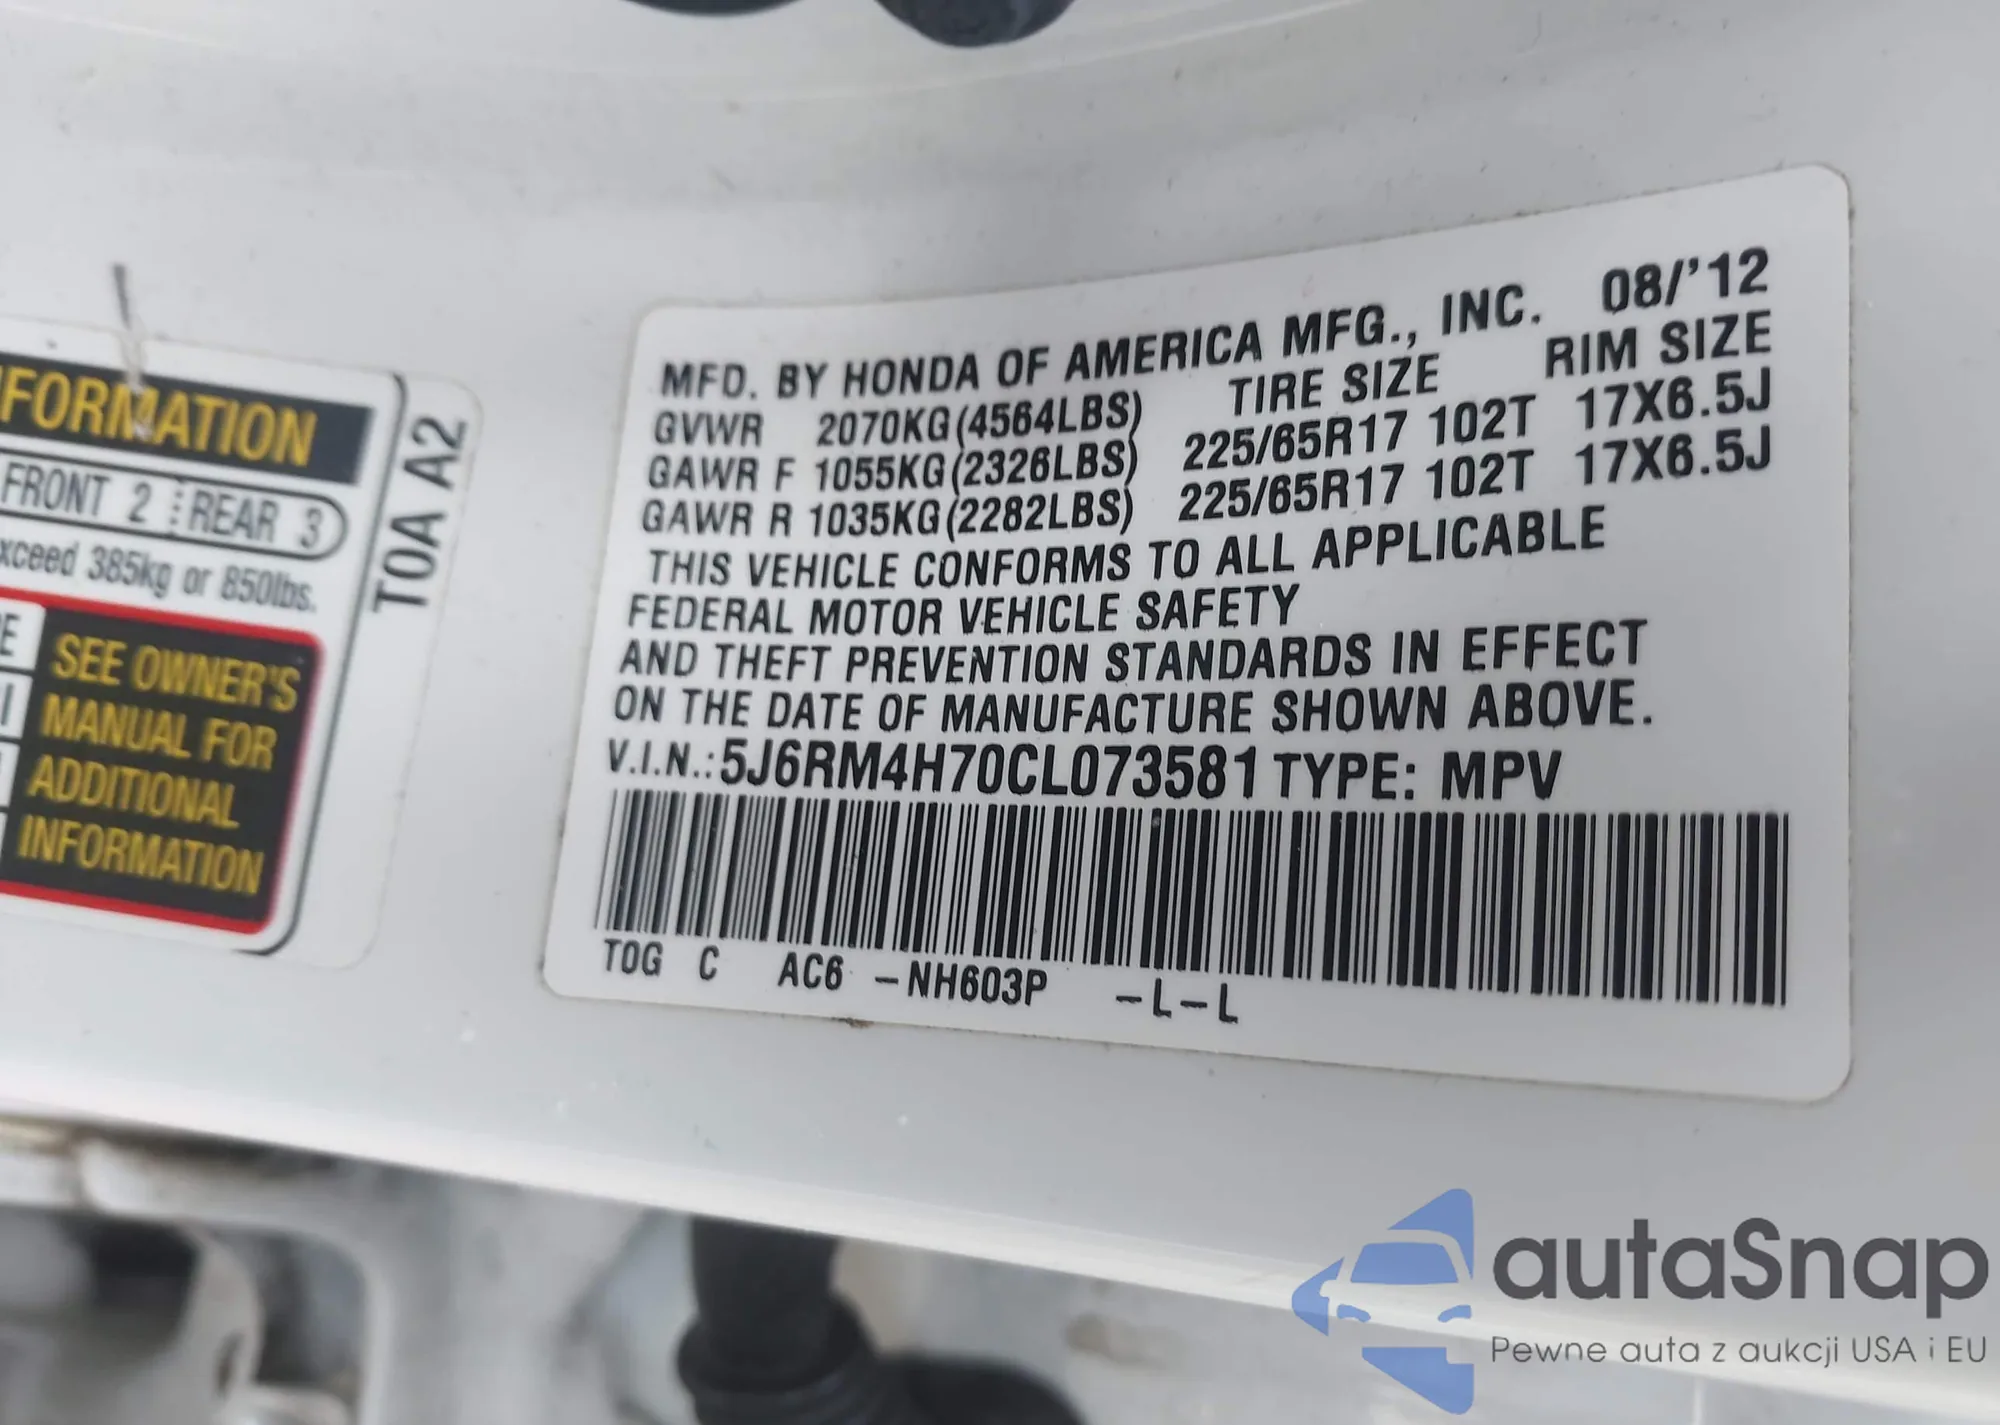 NFORMATION
FRONT 2 REAR 3
xceed 385kg or 850lbs.
SEE OWNER'S
MANUAL FOR
ADDITIONAL
INFORMATION
T0A A2
MFD. BY HONDA OF AMERICA MFG., INC. 08/'12
GVWR 2070KG(4564LBS) TIRE SIZE RIM SIZE
GAWR F 1055KG(2326LBS) 225/65R17 102T 17X6.5J
GAWR R 1035KG(2282LBS) 225/65R17 102T 17X6.5J
THIS VEHICLE CONFORMS TO ALL APPLICABLE
FEDERAL MOTOR VEHICLE SAFETY
AND THEFT PREVENTION STANDARDS IN EFFECT
ON THE DATE OF MANUFACTURE SHOWN ABOVE.
V.I.N.:5J6RM4H70CL073581 TYPE: MPV
T0G C AC6 -NH603P -L-L
autaSnap
Pewne auta z aukcji USA i EU